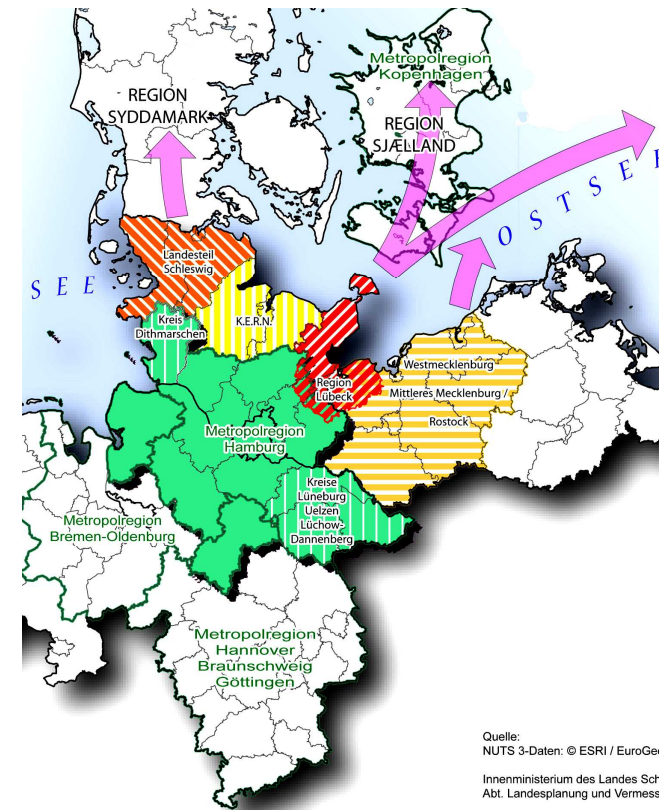 Metropolregion
Kopenhagen
REGION
SYDDAMARK
REGION
SJÆLLAND
OSTSEE
SEE
Landesteil
Schleswig
Kreis
Dithmarschen
K.E.R.N.
Region
Lübeck
Westmecklenburg
Mittleres Mecklenburg /
Rostock
Metropolregion
Hamburg
Kreise
Lüneburg
Uelzen
Lüchow-
Dannenberg
Metropolregion
Bremen-Oldenburg
Metropolregion
Hannover
Braunschweig
Göttingen
Quelle:
NUTS 3-Daten: © ESRI / EuroGe
Innenministerium des Landes Sch
Abt. Landesplanung und Vermess